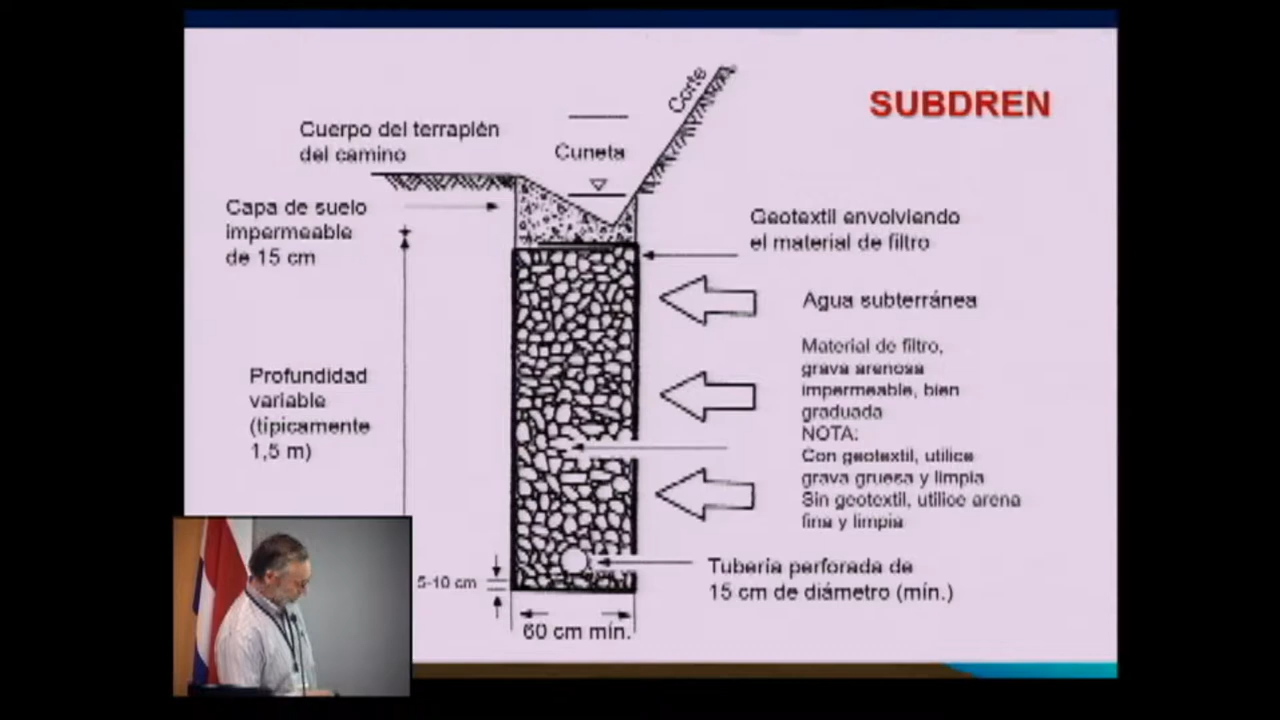 SUBDREN
Corte
Cuerpo del terraplén
del camino
Cuneta
Capa de suelo
impermeable
de 15 cm
Geotextil envolviendo
el material de filtro
Agua subterránea
Material de filtro,
grava arenosa
impermeable, bien
graduada
NOTA:
Con geotextil, utilice
grava gruesa y limpia
Sin geotextil, utilice arena
fina y limpia
Profundidad
variable
(típicamente
1,5 m)
Tubería perforada de
15 cm de diámetro (mín.)
5-10 cm
60 cm mín.